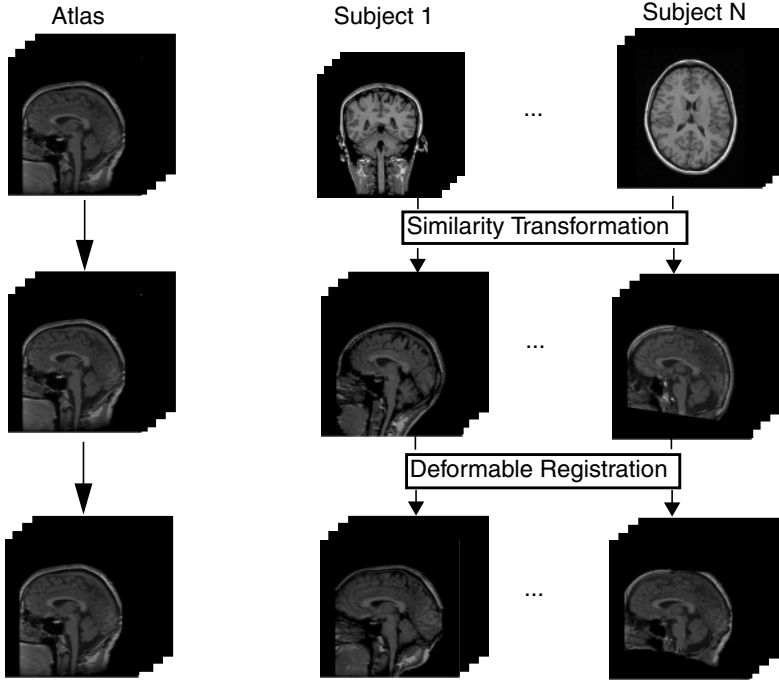 Atlas
Subject 1
Subject N
...
Similarity Transformation
...
Deformable Registration
...